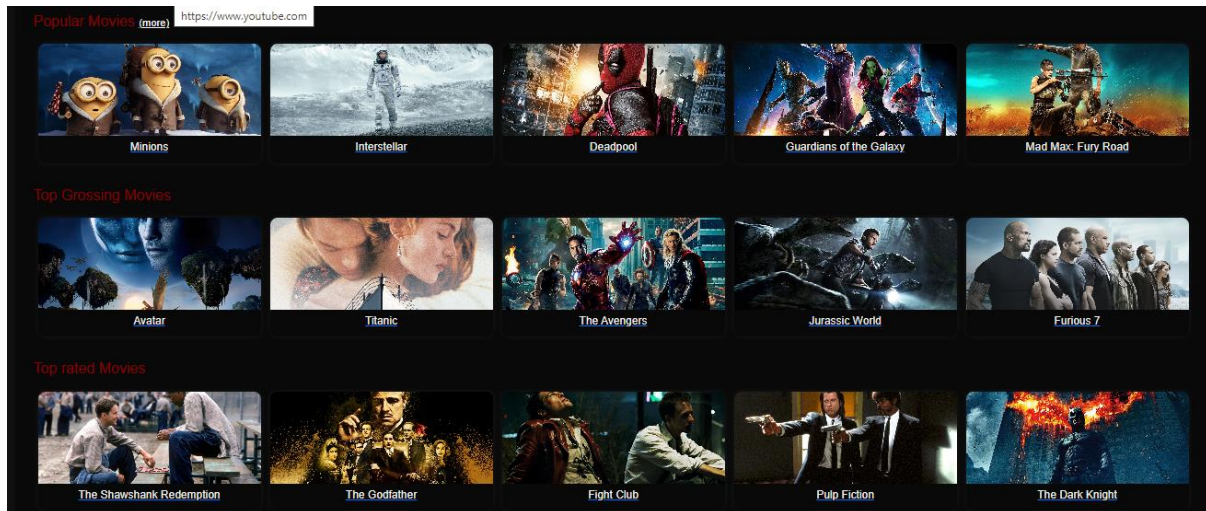 https://www.youtube.com
Popular Movies (more)
Minions Interstellar Deadpool Guardians of the Galaxy Mad Max: Fury Road
Top Grossing Movies
Avatar Titanic The Avengers Jurassic World Furious 7
Top rated Movies
The Shawshank Redemption The Godfather Fight Club Pulp Fiction The Dark Knight